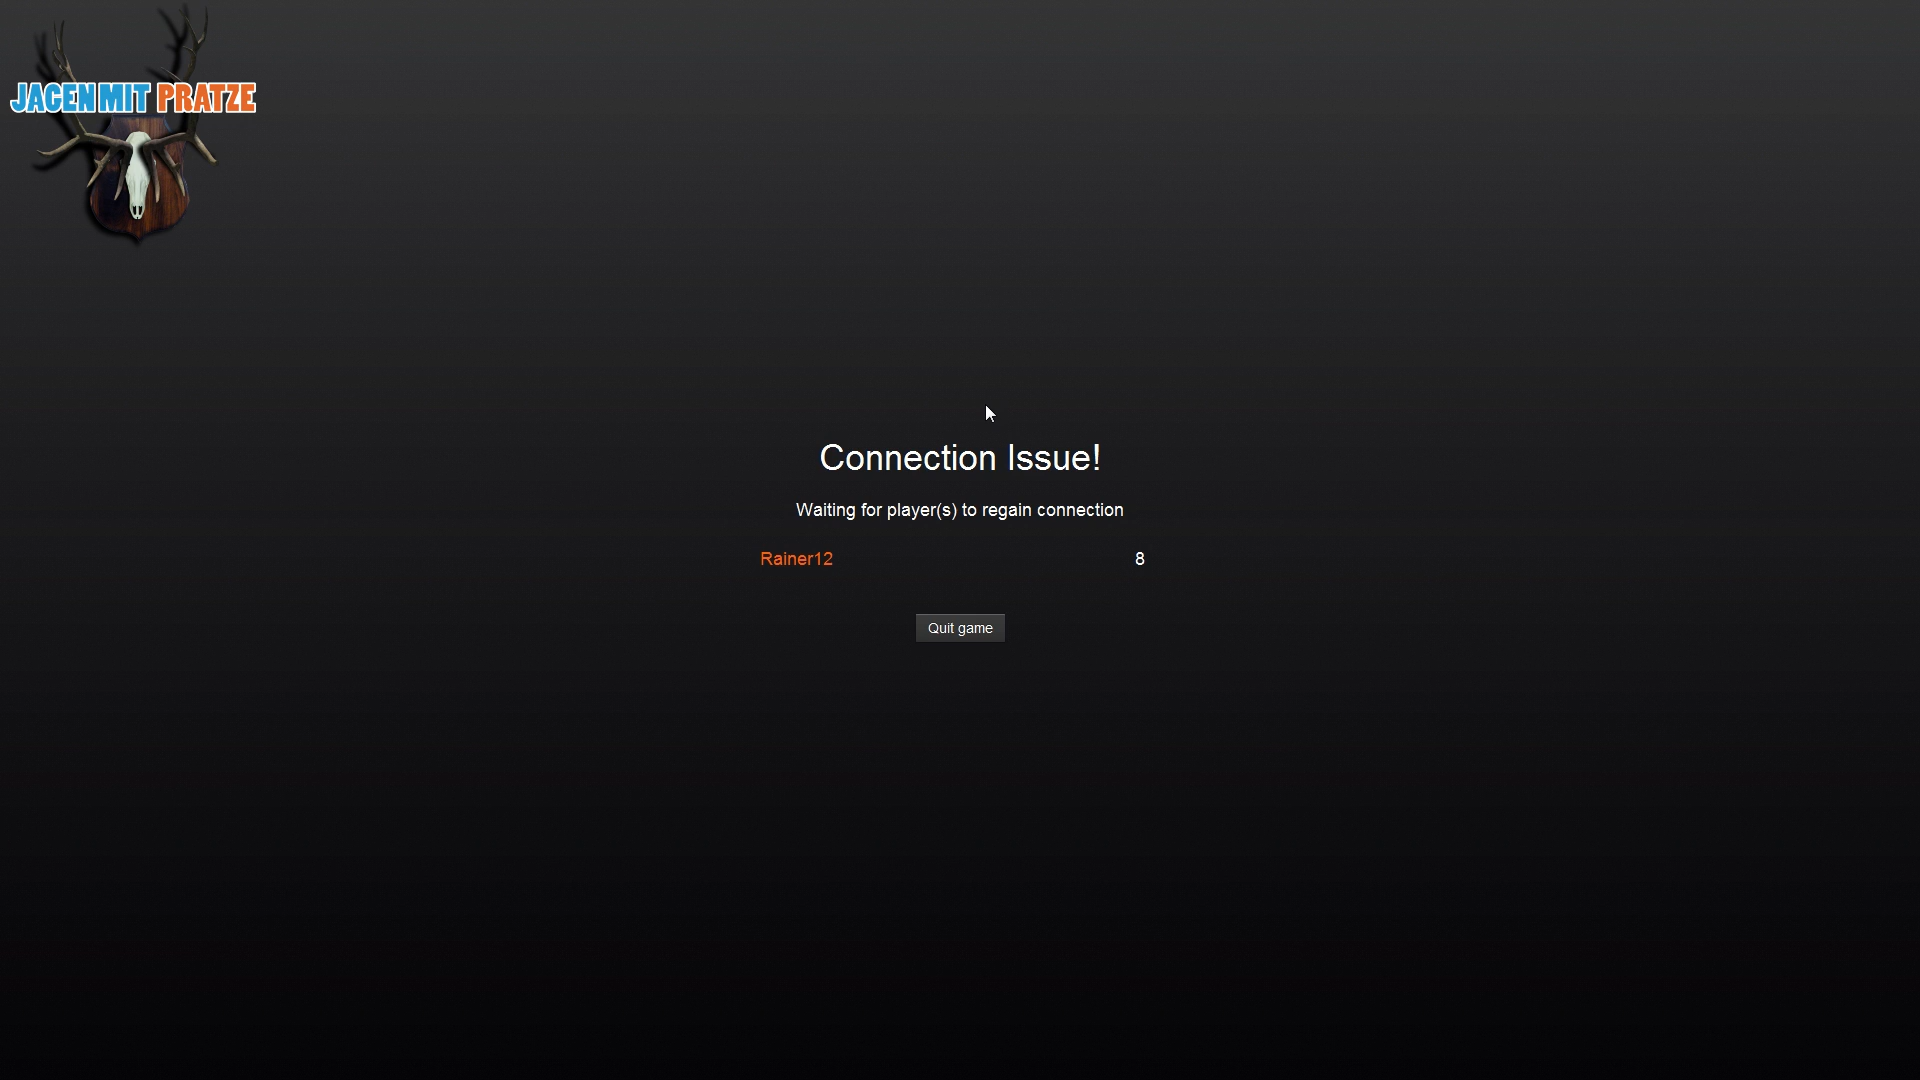 JAGEN MIT PRATZE
Connection Issue!
Waiting for player(s) to regain connection
Rainer12 8
Quit game